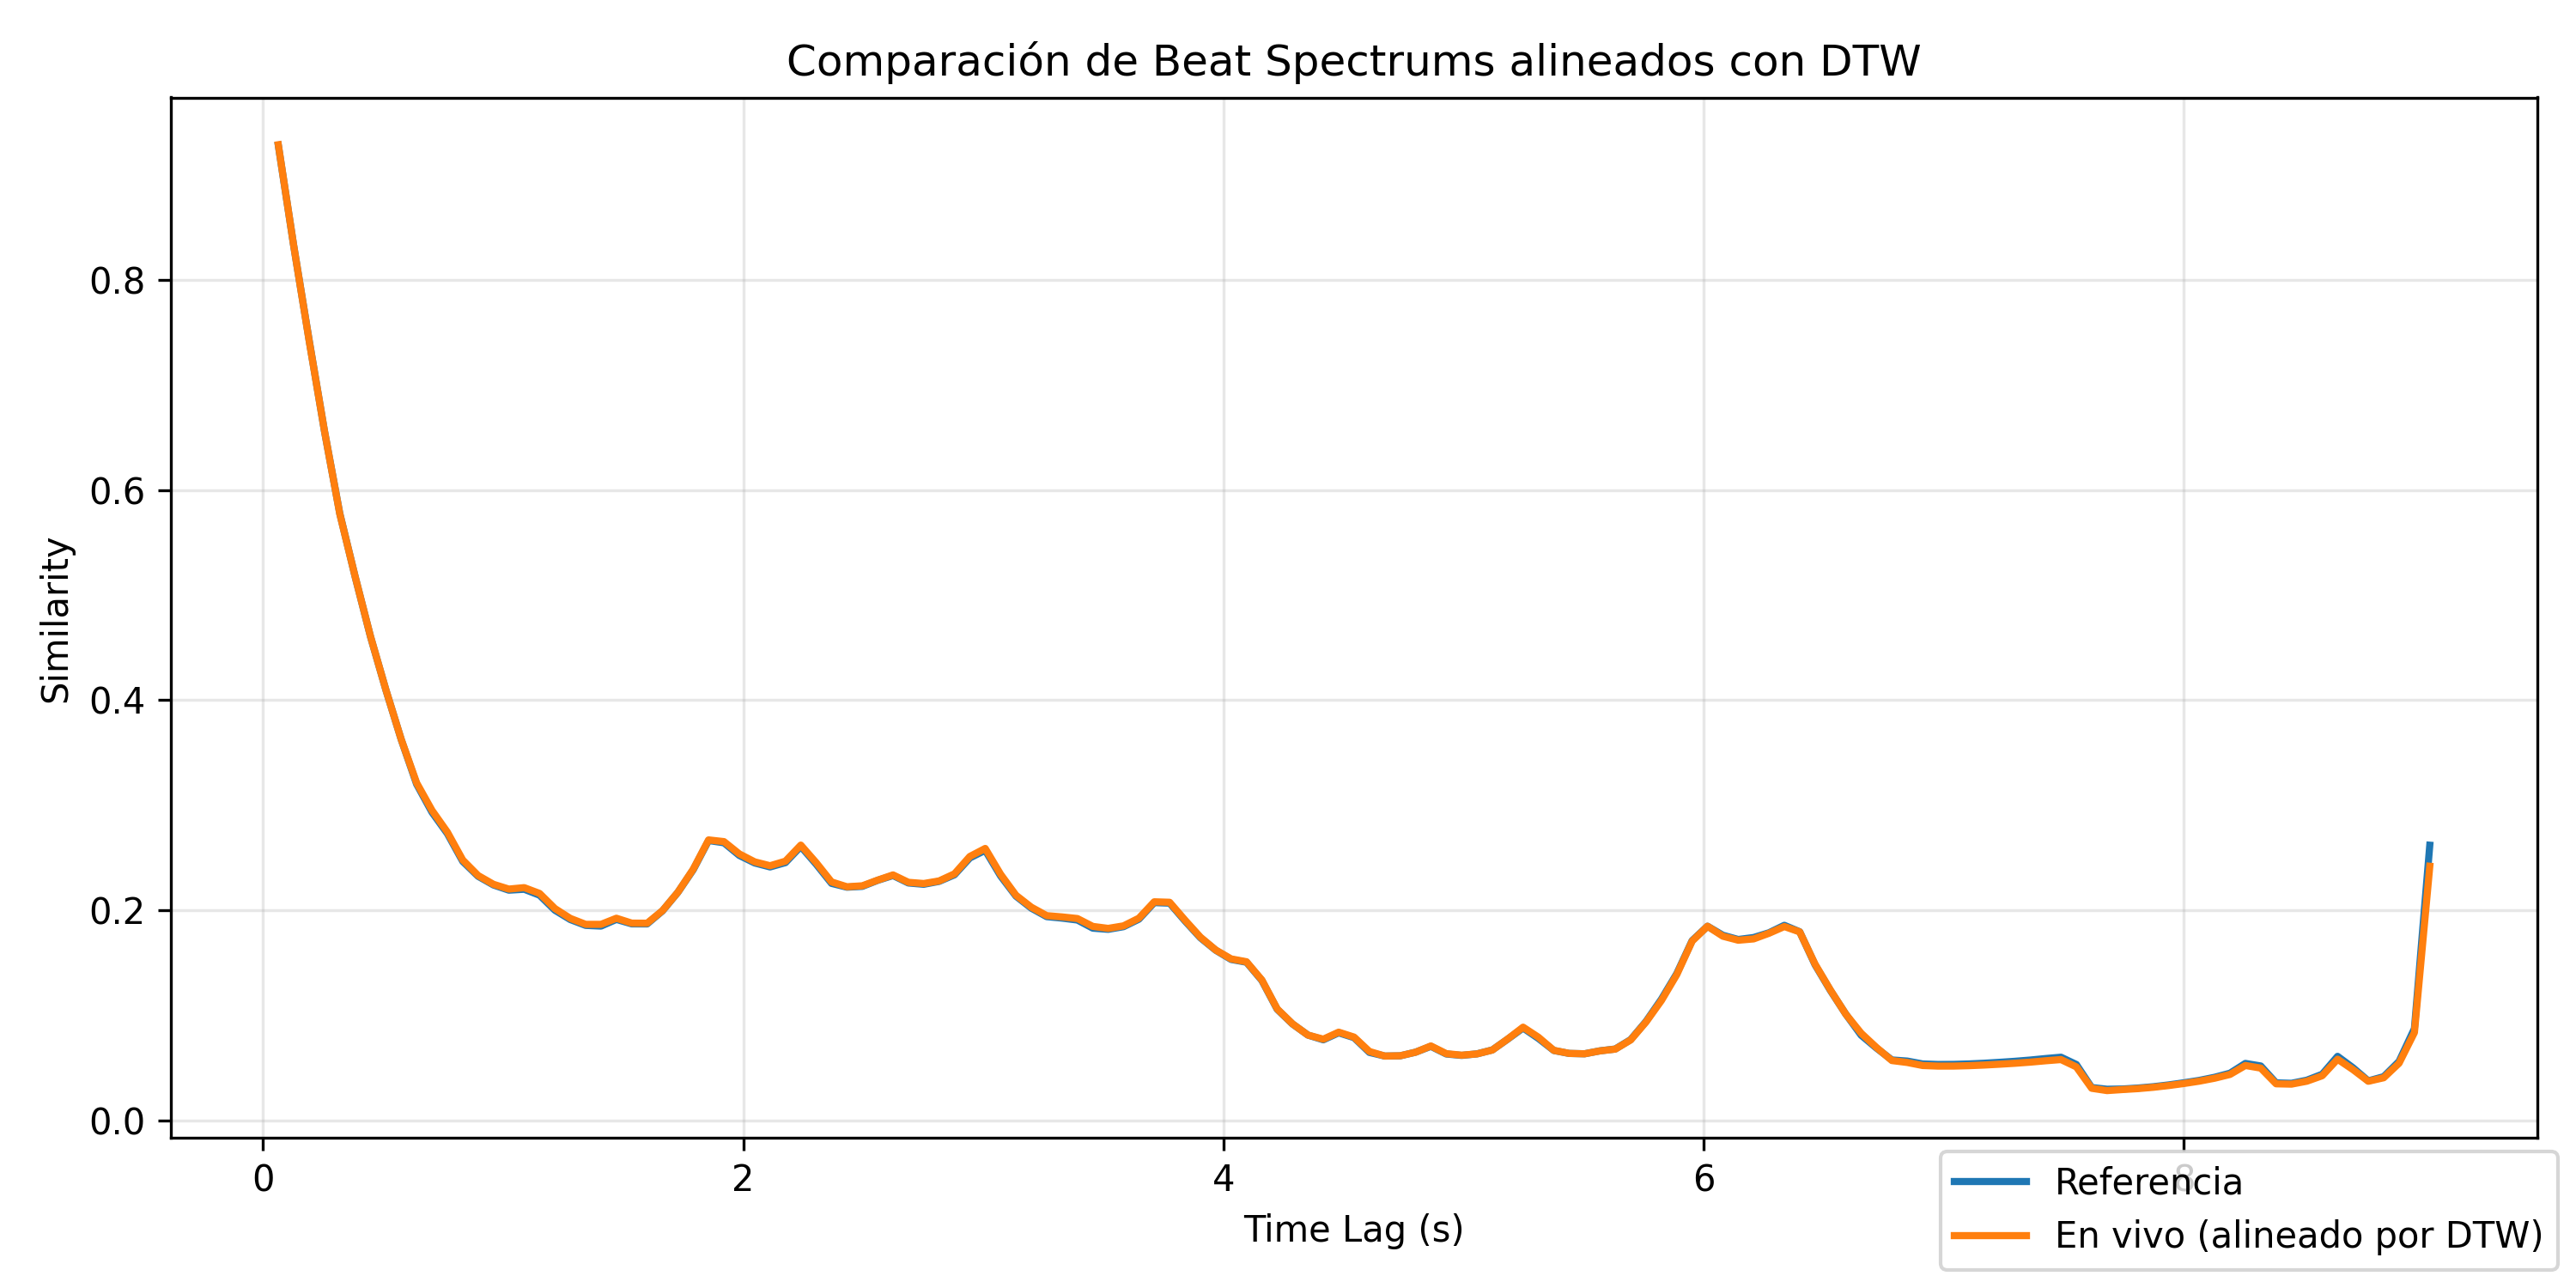 Comparación de Beat Spectrums alineados con DTW
Similarity
0.8
0.6
0.4
0.2
0.0
0 2 4 6 8
Time Lag (s)
Referencia
En vivo (alineado por DTW)